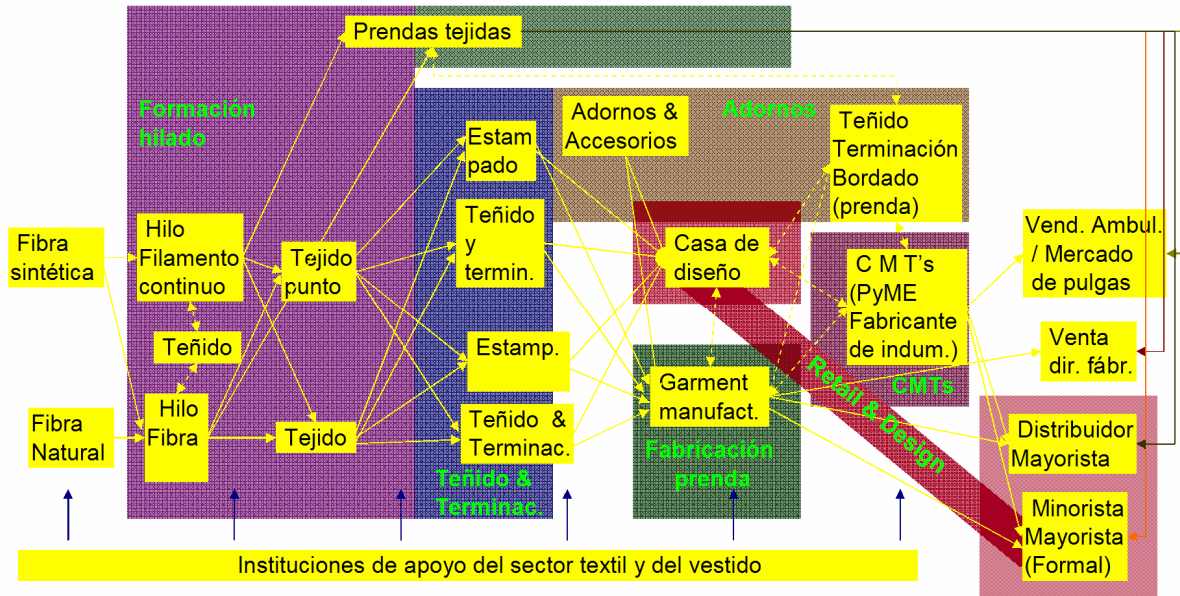 Prendas tejidas
Formación
hilado
Adornos &
Accesorios
Adornos
Teñido
Terminación
Bordado
(prenda)
Estam
pado
Hilo
Filamento
continuo
Fibra
sintética
Tejido
punto
Teñido
y
termin.
Casa de
diseño
C M T's
(PyME
Fabricante
de indum.)
CMTs
Vend. Ambul.
/ Mercado
de pulgas
Teñido
Estamp.
Venta
dir. fábr.
Retail & Design
Garment
manufact.
Fibra
Natural
Hilo
Fibra
Tejido
Teñido &
Terminac.
Teñido &
Terminac.
Fabricación
prenda
Distribuidor
Mayorista
Minorista
Mayorista
(Formal)
Instituciones de apoyo del sector textil y del vestido